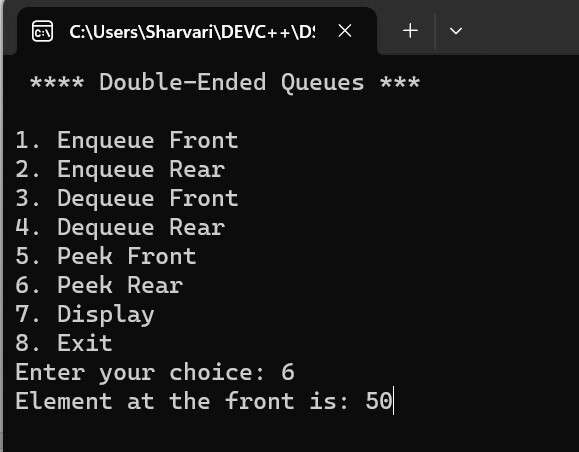 C:\Users\Sharvari\DEVC++\D
**** Double-Ended Queues ***
1. Enqueue Front
2. Enqueue Rear
3. Dequeue Front
4. Dequeue Rear
5. Peek Front
6. Peek Rear
7. Display
8. Exit
Enter your choice: 6
Element at the front is: 50